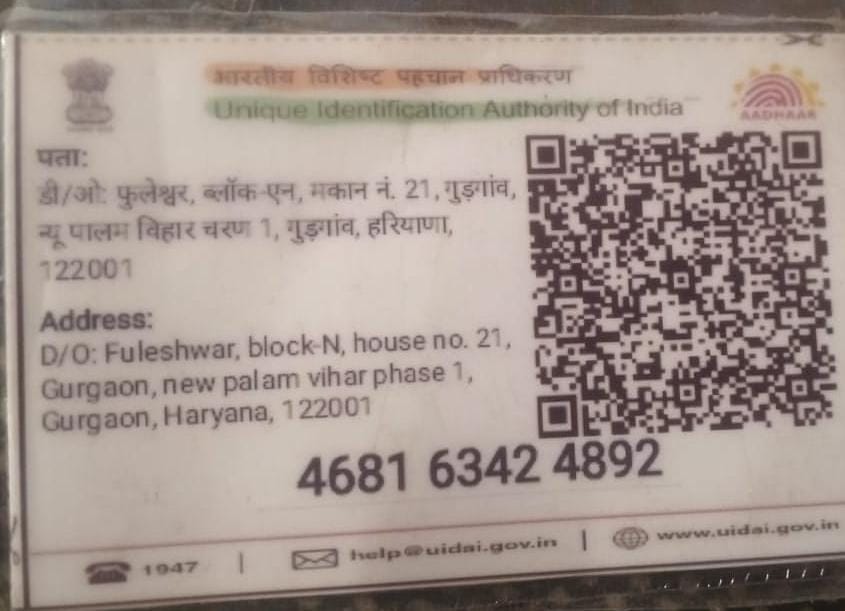 भारतीय विशिष्ट पहचान प्राधिकरण
Unique Identification Authority of India
AADHAAR
पता:
डी/ओ: फुलेश्वर, ब्लॉक-एन, मकान नं. 21, गुड़गांव,
न्यू पालम विहार चरण 1, गुड़गांव, हरियाणा,
122001
Address:
D/O: Fuleshwar, block-N, house no. 21,
Gurgaon, new palam vihar phase 1,
Gurgaon, Haryana, 122001
4681 6342 4892
1947 | help@uidai.gov.in | www.uidai.gov.in